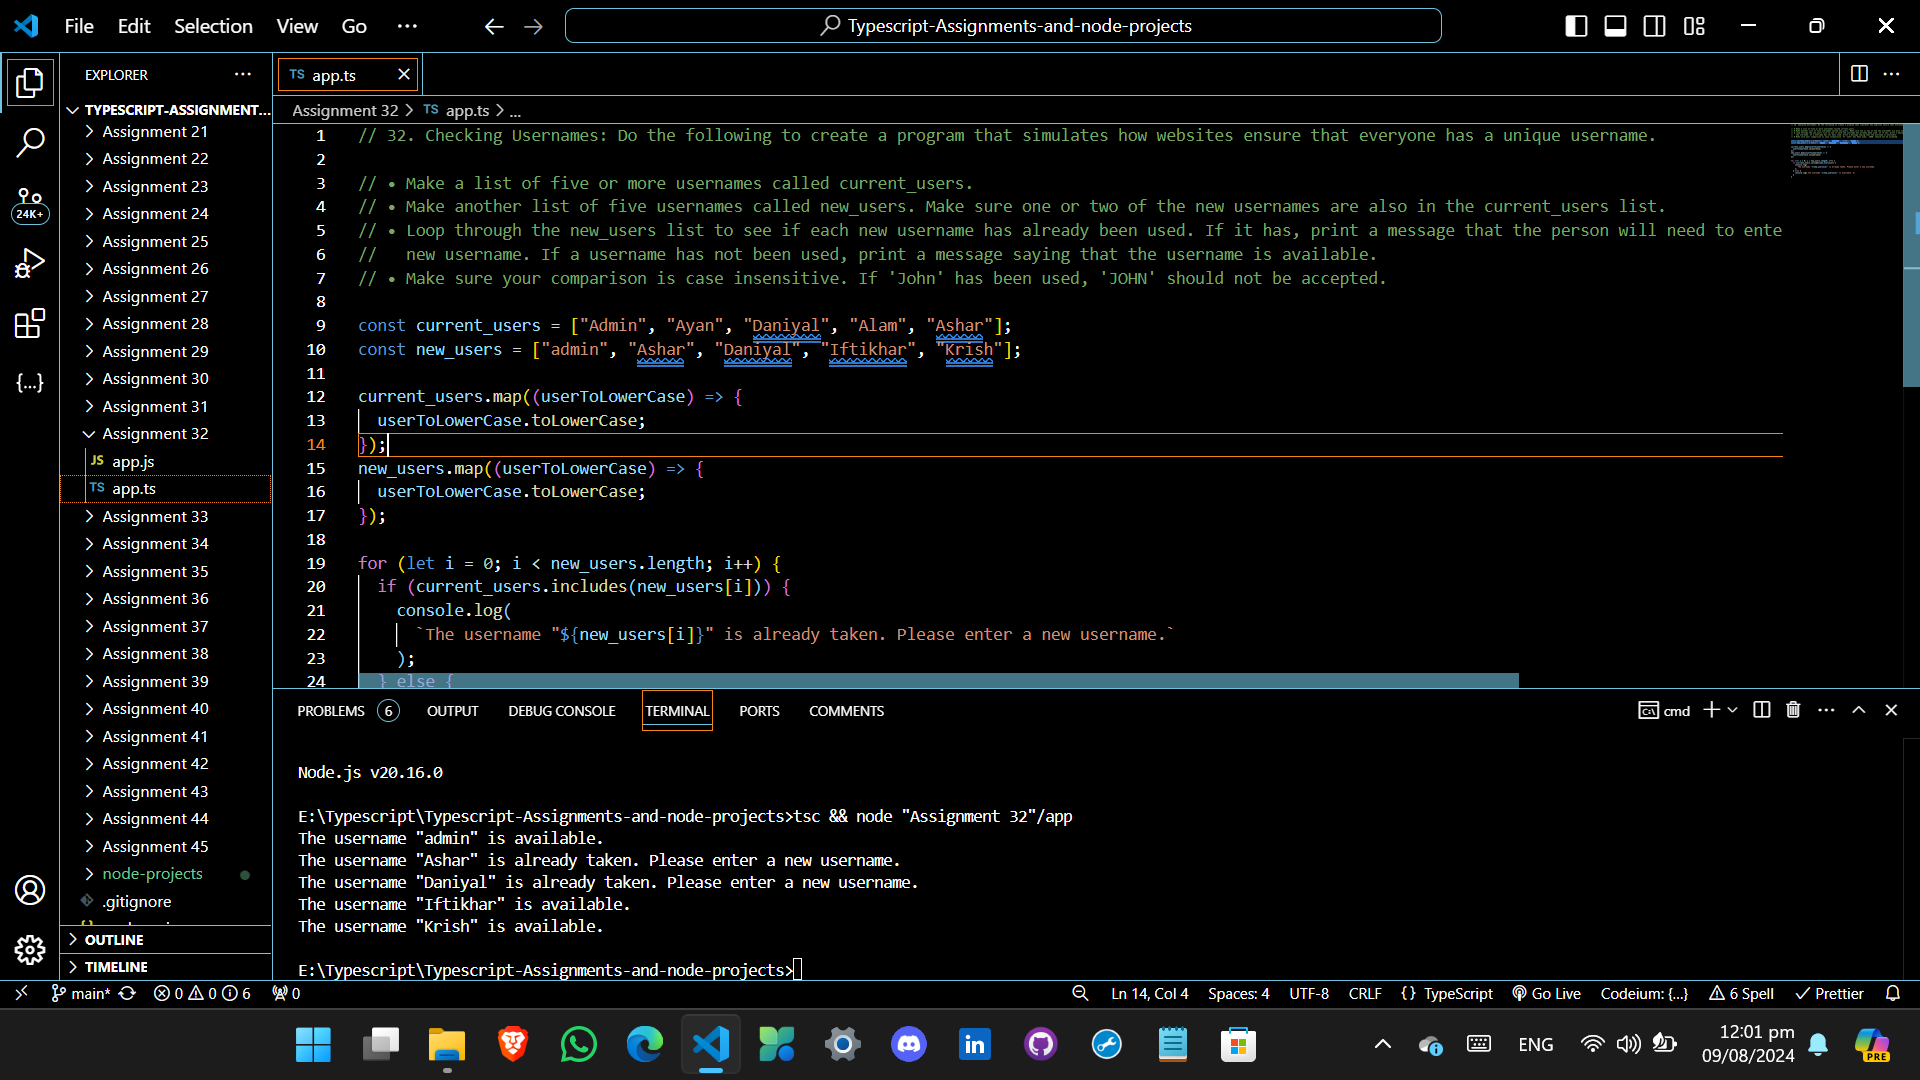 File Edit Selection View Go ···
Typescript-Assignments-and-node-projects
EXPLORER
TYPESCRIPT-ASSIGNMENT...
Assignment 21
Assignment 22
Assignment 23
Assignment 24
Assignment 25
Assignment 26
Assignment 27
Assignment 28
Assignment 29
Assignment 30
Assignment 31
Assignment 32
JS app.js
TS app.ts
Assignment 33
Assignment 34
Assignment 35
Assignment 36
Assignment 37
Assignment 38
Assignment 39
Assignment 40
Assignment 41
Assignment 42
Assignment 43
Assignment 44
Assignment 45
node-projects
.gitignore
OUTLINE
TIMELINE
24K+
TS app.ts
Assignment 32 > TS app.ts > ...
1 // 32. Checking Usernames: Do the following to create a program that simulates how websites ensure that everyone has a unique username.
2
3 // • Make a list of five or more usernames called current_users.
4 // • Make another list of five usernames called new_users. Make sure one or two of the new usernames are also in the current_users list.
5 // • Loop through the new_users list to see if each new username has already been used. If it has, print a message that the person will need to ente
6 //   new username. If a username has not been used, print a message saying that the username is available.
7 // • Make sure your comparison is case insensitive. If 'John' has been used, 'JOHN' should not be accepted.
8
9 const current_users = ["Admin", "Ayan", "Daniyal", "Alam", "Ashar"];
10 const new_users = ["admin", "Ashar", "Daniyal", "Iftikhar", "Krish"];
11
12 current_users.map((userToLowerCase) => {
13   userToLowerCase.toLowerCase;
14 });
15 new_users.map((userToLowerCase) => {
16   userToLowerCase.toLowerCase;
17 });
18
19 for (let i = 0; i < new_users.length; i++) {
20   if (current_users.includes(new_users[i])) {
21     console.log(
22       `The username "${new_users[i]}" is already taken. Please enter a new username.`
23     );
24   } else {
PROBLEMS 6 OUTPUT DEBUG CONSOLE TERMINAL PORTS COMMENTS
cmd
Node.js v20.16.0
E:\Typescript\Typescript-Assignments-and-node-projects>tsc && node "Assignment 32"/app
The username "admin" is available.
The username "Ashar" is already taken. Please enter a new username.
The username "Daniyal" is already taken. Please enter a new username.
The username "Iftikhar" is available.
The username "Krish" is available.
E:\Typescript\Typescript-Assignments-and-node-projects>
main* 0 0 6 0
Ln 14, Col 4 Spaces: 4 UTF-8 CRLF {} TypeScript Go Live Codeium: {...} 6 Spell Prettier
ENG
12:01 pm
09/08/2024
PRE